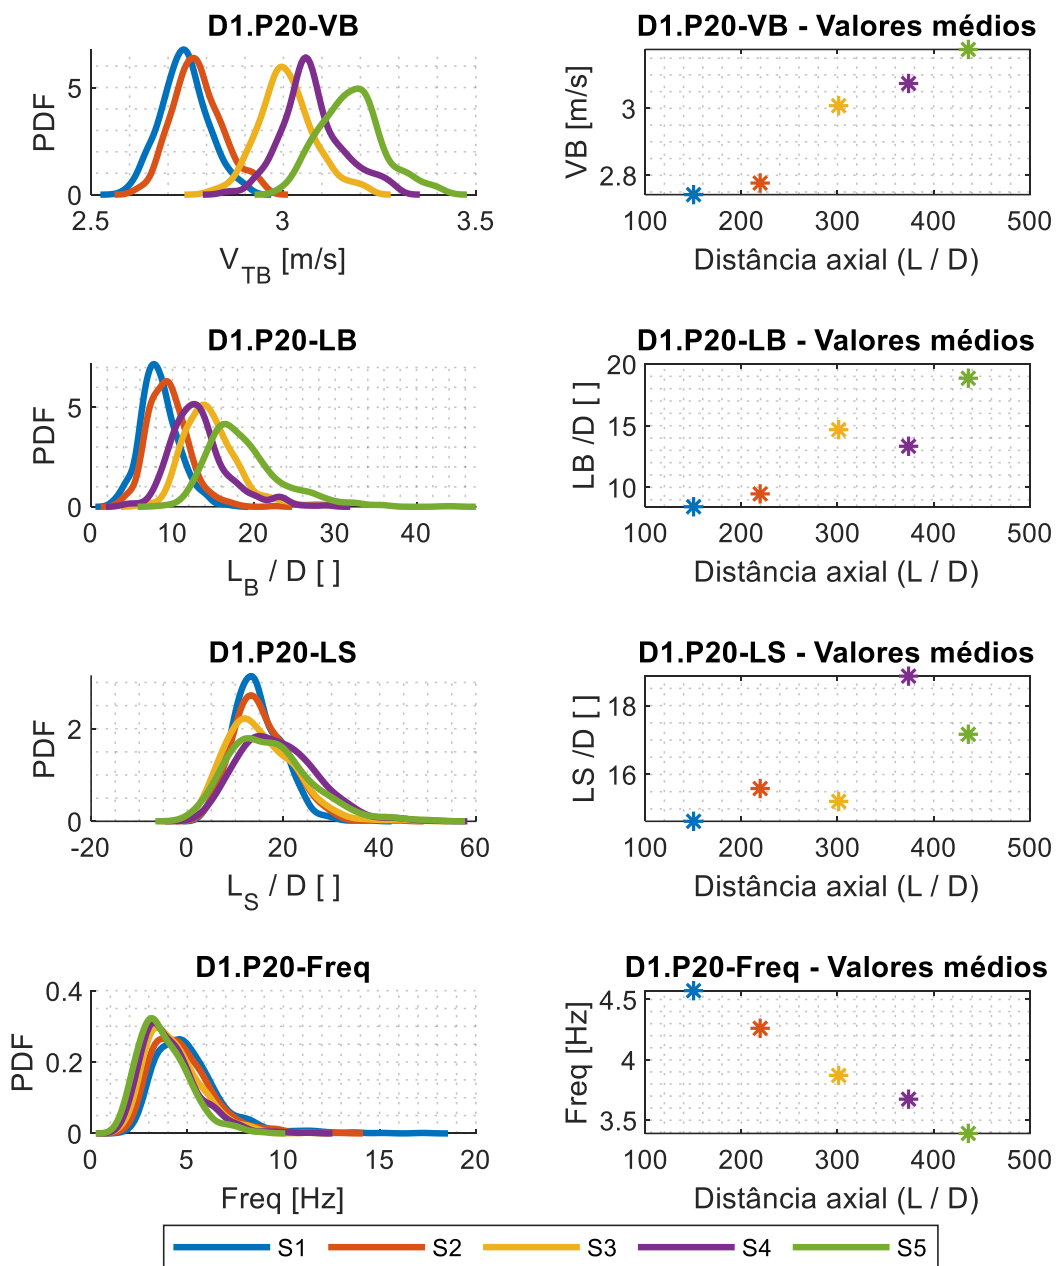 D1.P20-VB
PDF
5
0
2.5 3 3.5
V_TB [m/s]
D1.P20-VB - Valores médios
VB [m/s]
3
2.8
100 200 300 400 500
Distância axial (L / D)
D1.P20-LB
PDF
5
0
0 10 20 30 40
L_B / D [ ]
D1.P20-LB - Valores médios
LB /D [ ]
20
15
10
100 200 300 400 500
Distância axial (L / D)
D1.P20-LS
PDF
2
0
-20 0 20 40 60
L_S / D [ ]
D1.P20-LS - Valores médios
LS /D [ ]
18
16
100 200 300 400 500
Distância axial (L / D)
D1.P20-Freq
PDF
0.4
0.2
0
0 5 10 15 20
Freq [Hz]
D1.P20-Freq - Valores médios
Freq [Hz]
4.5
4
3.5
100 200 300 400 500
Distância axial (L / D)
S1 S2 S3 S4 S5